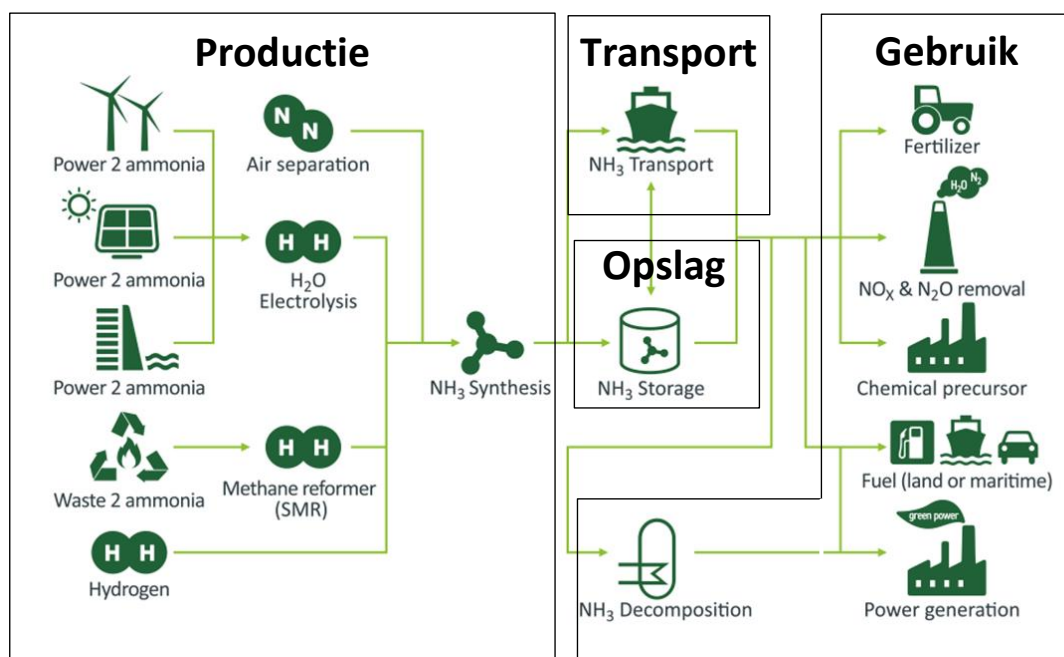 Productie
Power 2 ammonia
N N
Air separation
Power 2 ammonia
H H
H₂O
Electrolysis
Power 2 ammonia
NH₃ Synthesis
Waste 2 ammonia
H H
Methane reformer
(SMR)
H H
Hydrogen
Transport
NH₃ Transport
Opslag
NH₃ Storage
NH₃ Decomposition
Gebruik
Fertilizer
H₂O N₂
NOₓ & N₂O removal
Chemical precursor
Fuel (land or maritime)
green power
Power generation